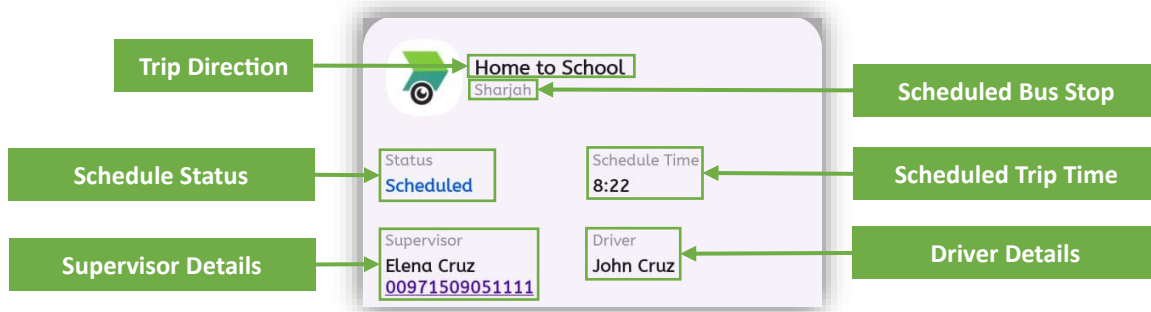 Trip Direction
Home to School
Sharjah
Scheduled Bus Stop
Schedule Status
Status
Scheduled
Schedule Time
8:22
Scheduled Trip Time
Supervisor Details
Supervisor
Elena Cruz
00971509051111
Driver
John Cruz
Driver Details